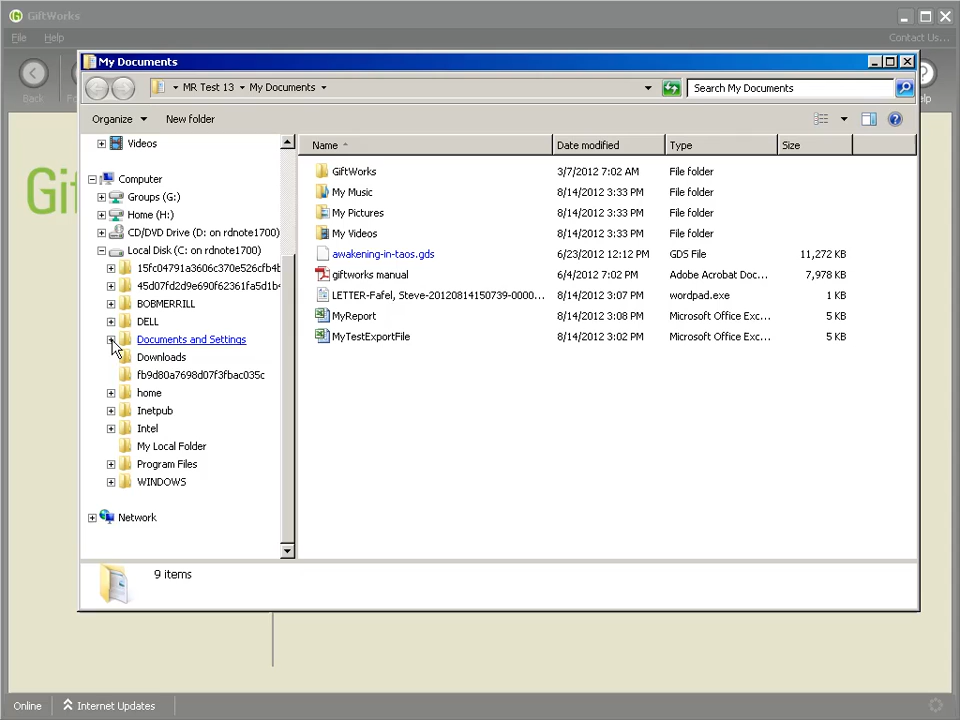 GiftWorks
File Help
Contact Us...
My Documents
MR Test 13 My Documents
Search My Documents
Back
Organize New folder
Videos
Computer
Groups (G:)
Home (H:)
CD/DVD Drive (D: on rdnote1700)
Local Disk (C: on rdnote1700)
15fc04791a3606c370e526cfb4b
45d07fd2d9e690f62361fa5d1b4
BOBMERRILL
DELL
Documents and Settings
Downloads
fb9d80a7698d07f3fbac035c
home
Inetpub
Intel
My Local Folder
Program Files
WINDOWS
Network
Name Date modified Type Size
GiftWorks 3/7/2012 7:02 AM File folder
My Music 8/14/2012 3:33 PM File folder
My Pictures 8/14/2012 3:33 PM File folder
My Videos 8/14/2012 3:33 PM File folder
awakening-in-taos.gds 6/23/2012 12:12 PM GDS File 11,272 KB
giftworks manual 6/4/2012 7:02 PM Adobe Acrobat Doc... 7,978 KB
LETTER-Fafel, Steve-20120814150739-0000... 8/14/2012 3:07 PM wordpad.exe 1 KB
MyReport 8/14/2012 3:08 PM Microsoft Office Exc... 5 KB
MyTestExportFile 8/14/2012 3:02 PM Microsoft Office Exc... 5 KB
9 items
Online Internet Updates